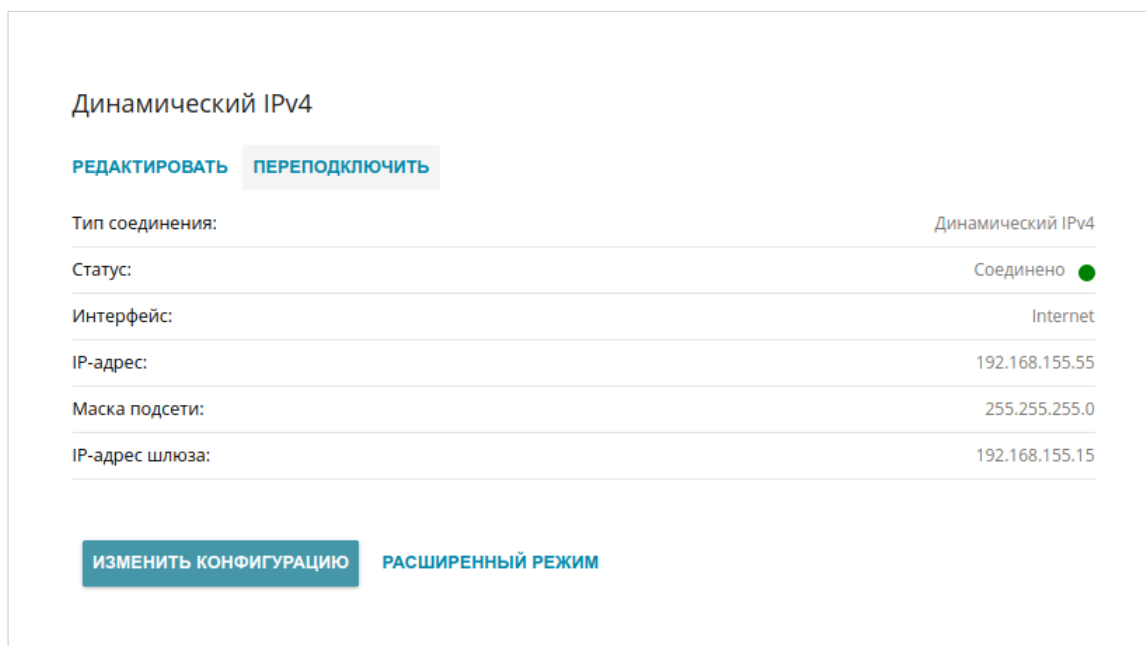 Динамический IPv4
РЕДАКТИРОВАТЬ ПЕРЕПОДКЛЮЧИТЬ
Тип соединения: Динамический IPv4
Статус: Соединено
Интерфейс: Internet
IP-адрес: 192.168.155.55
Маска подсети: 255.255.255.0
IP-адрес шлюза: 192.168.155.15
ИЗМЕНИТЬ КОНФИГУРАЦИЮ РАСШИРЕННЫЙ РЕЖИМ